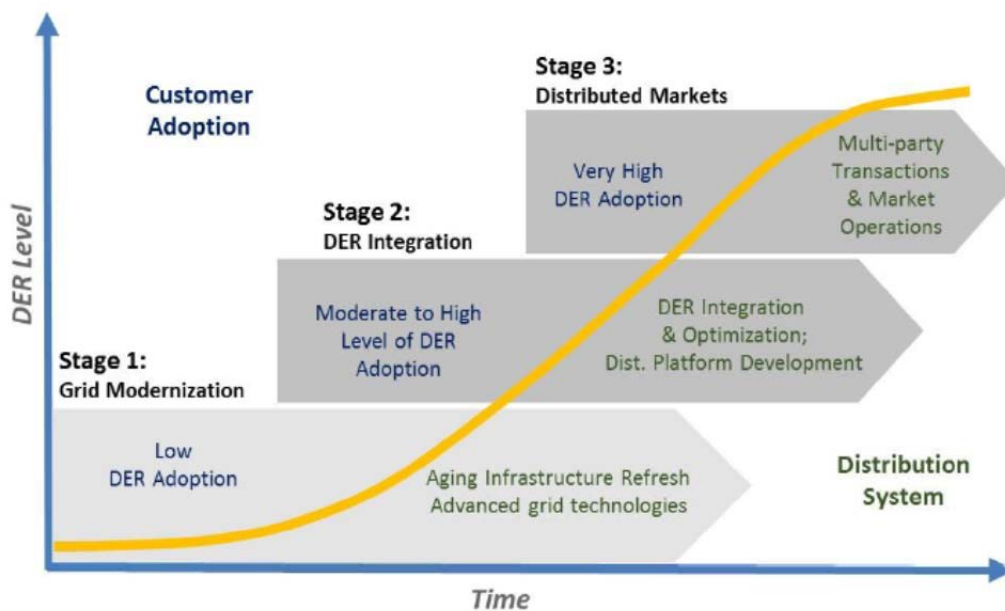 Customer
Adoption
Stage 3:
Distributed Markets
Very High
DER Adoption
Multi-party
Transactions
& Market
Operations
Stage 2:
DER Integration
Moderate to High
Level of DER
Adoption
DER Integration
& Optimization;
Dist. Platform Development
Stage 1:
Grid Modernization
Low
DER Adoption
Aging Infrastructure Refresh
Advanced grid technologies
Distribution
System
DER Level
Time